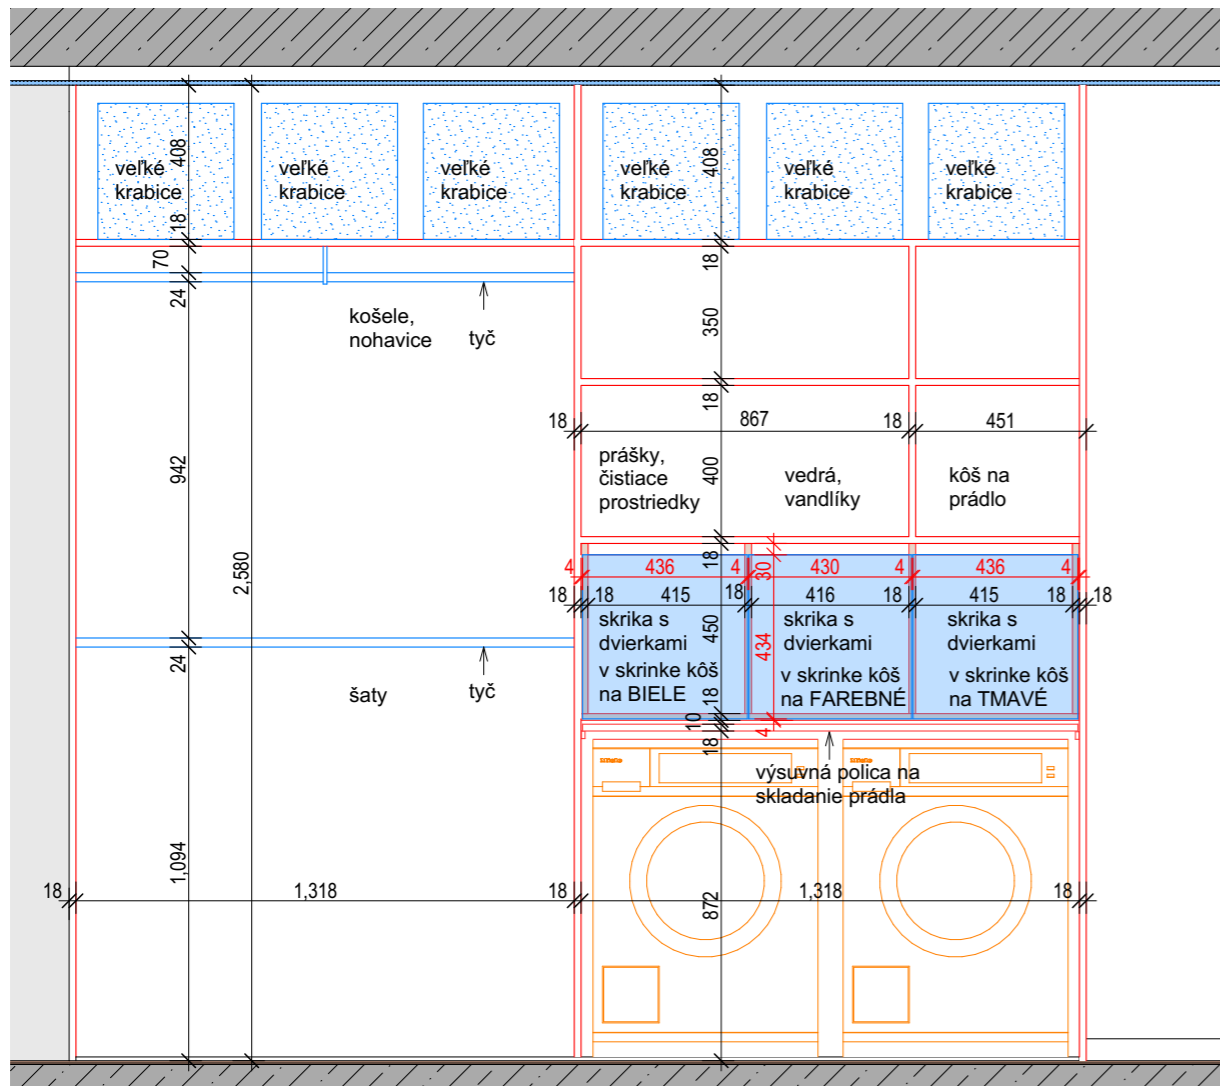 veľké
krabice
veľké
krabice
veľké
krabice
veľké
krabice
veľké
krabice
veľké
krabice
408
18
408
70
24
18
350
košele,
nohavice
tyč
18
18
867
18
451
942
400
prášky,
čistiace
prostriedky
vedrá,
vandlíky
kôš na
prádlo
2,580
18
30
4
436
4
430
4
436
4
18
18
415
18
416
18
415
18
18
450
434
skrika s
dvierkami
v skrinke kôš
na BIELE
skrika s
dvierkami
v skrinke kôš
na FAREBNÉ
skrika s
dvierkami
v skrinke kôš
na TMAVÉ
24
šaty
tyč
18
10
4
18
výsuvná polica na
skladanie prádla
1,094
18
1,318
18
872
1,318
18